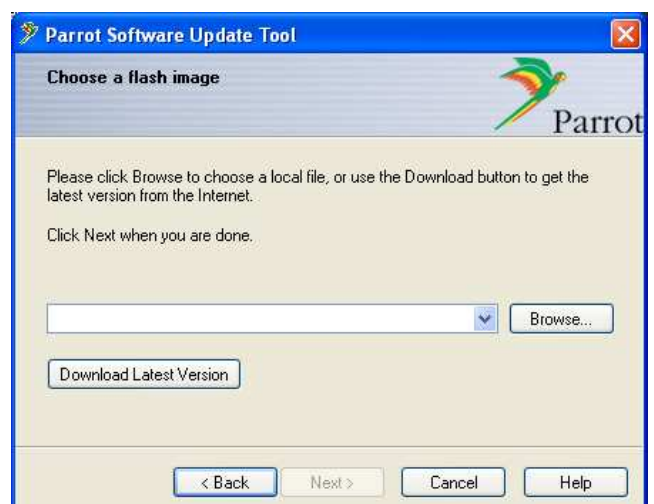 Parrot Software Update Tool
Choose a flash image
Parrot
Please click Browse to choose a local file, or use the Download button to get the
latest version from the Internet.
Click Next when you are done.
Browse...
Download Latest Version
< Back Next > Cancel Help